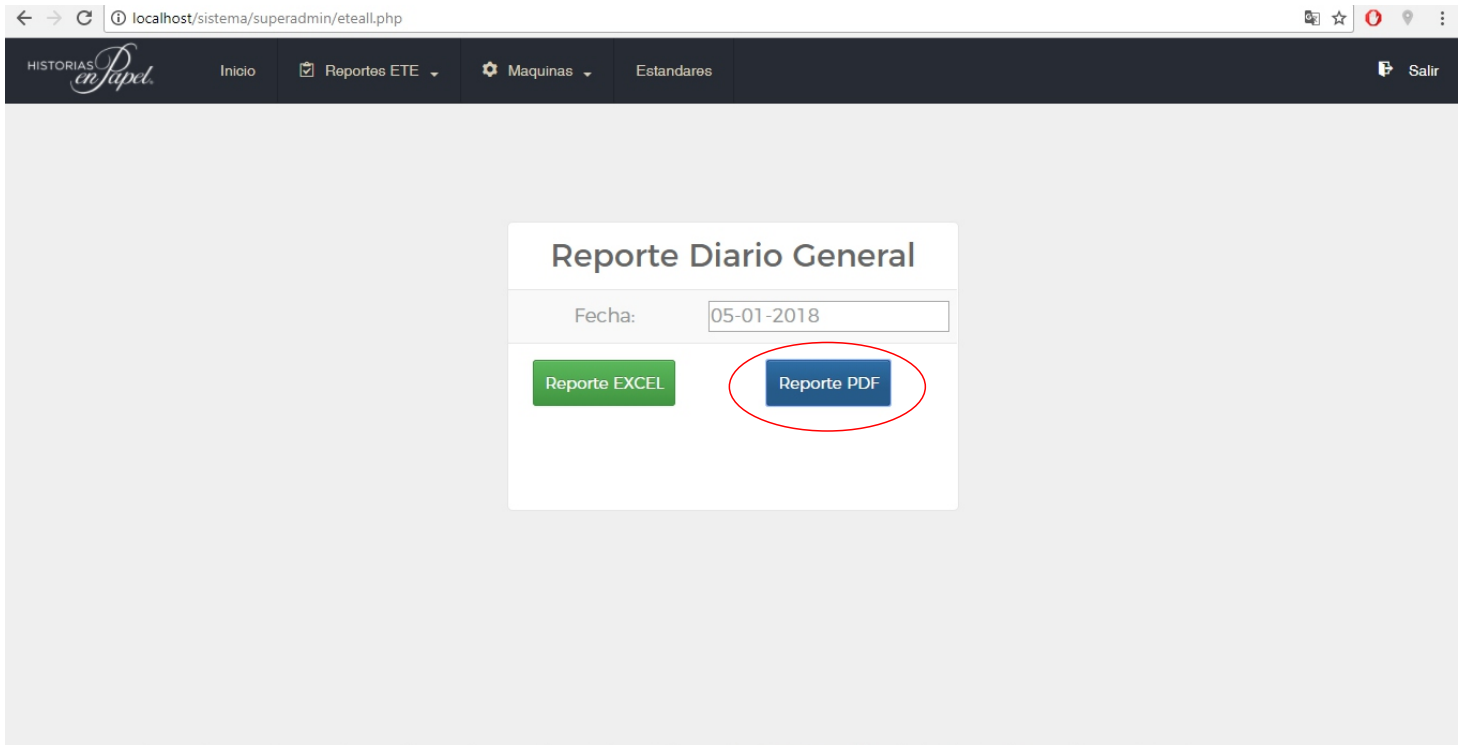 localhost/sistema/superadmin/eteall.php
HISTORIAS en Papel. Inicio Reportes ETE Maquinas Estandares Salir
Reporte Diario General
Fecha: 05-01-2018
Reporte EXCEL Reporte PDF